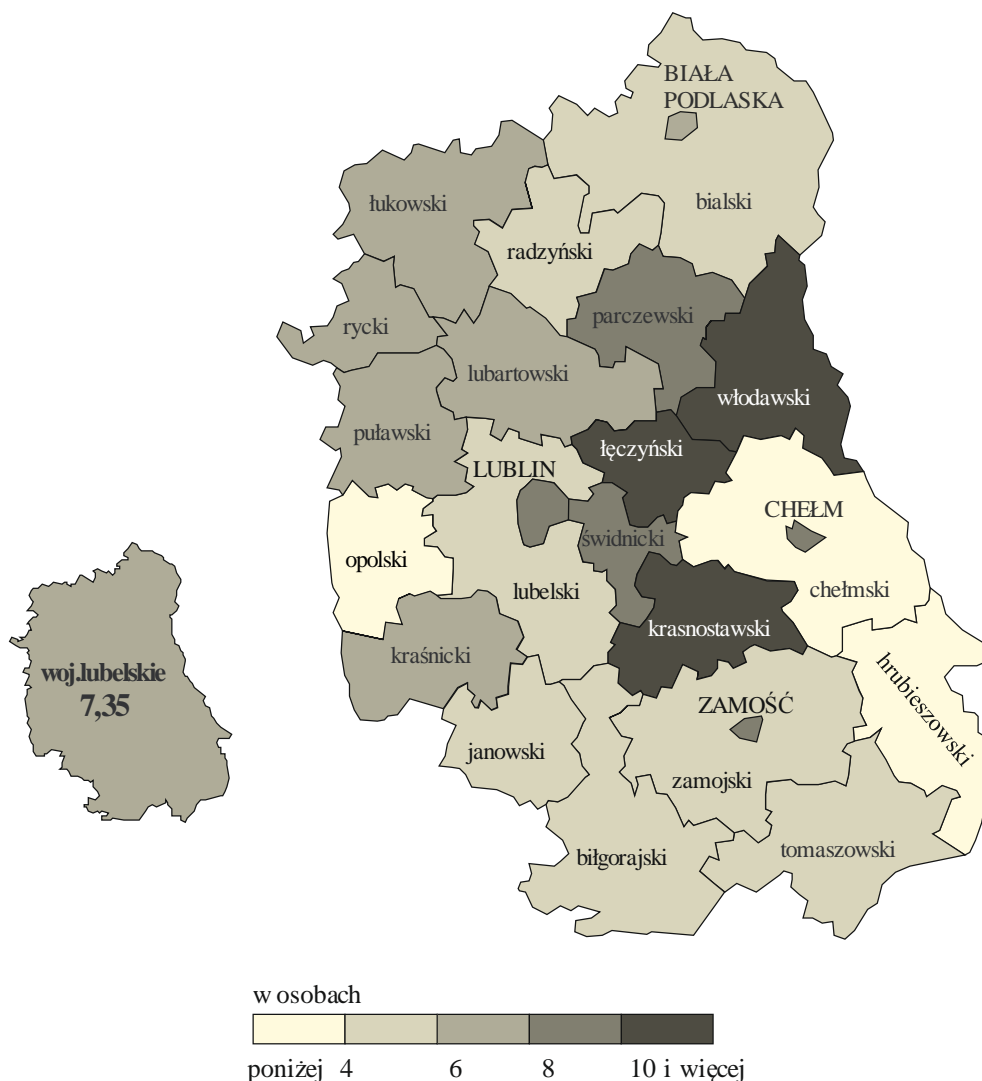 BIAŁA
PODLASKA
łukowski
bialski
radzyński
parczewski
rycki
lubartowski
włodawski
puławski
łęczyński
LUBLIN
CHEŁM
świdnicki
opolski
lubelski
chełmski
krasnostawski
kraśnicki
hrubieszowski
woj.lubelskie
7,35
ZAMOŚĆ
janowski
zamojski
biłgorajski
tomaszowski
w osobach
poniżej 4 6 8 10 i więcej